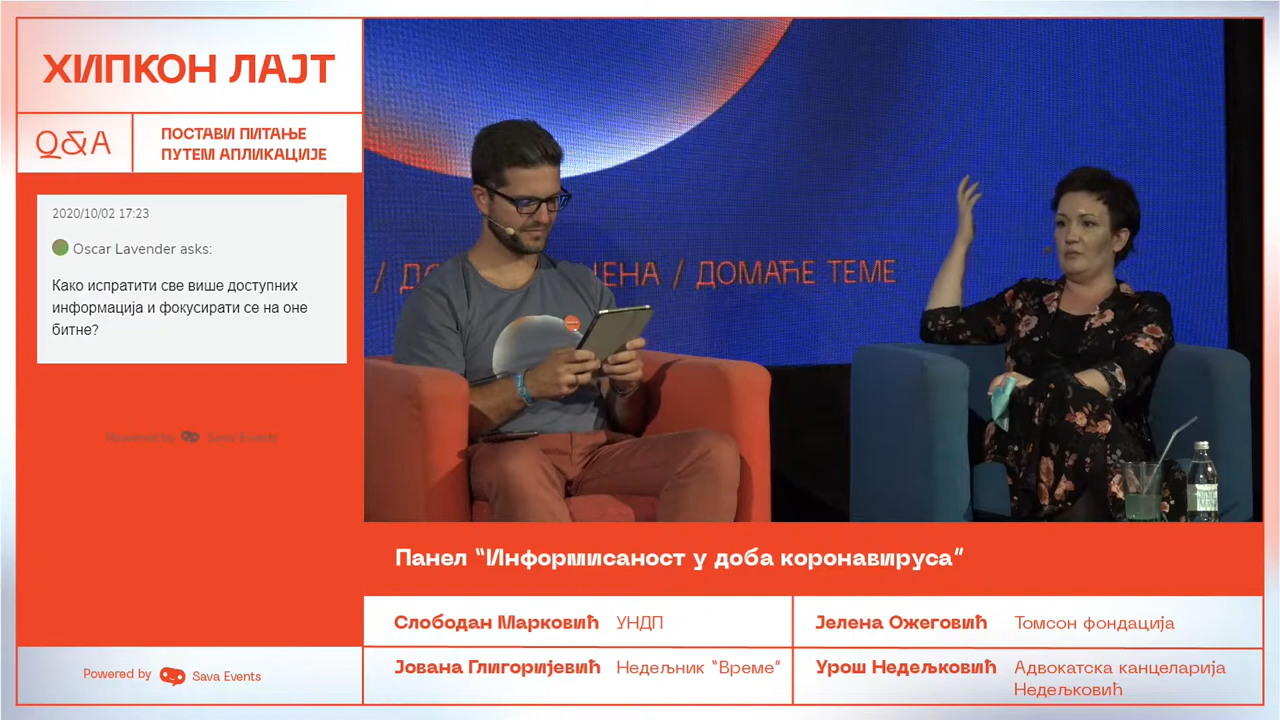 ХИПКОН ЛАЈТ
Q&A
ПОСТАВИ ПИТАЊЕ
ПУТЕМ АПЛИКАЦИЈЕ
2020/10/02 17:23
Oscar Lavender asks:
Како испратити све више доступних
информација и фокусирати се на оне
битне?
Powered by Sava Events
Powered by Sava Events
/ ДО ЦЕНА / ДОМАЋЕ ТЕМЕ
Панел “Информисаност у доба коронавируса”
Слободан Марковић УНДП
Јелена Ожеговић Томсон фондација
Јована Глигоријевић Недељник “Време”
Урош Недељковић Адвокатска канцеларија
Недељковић